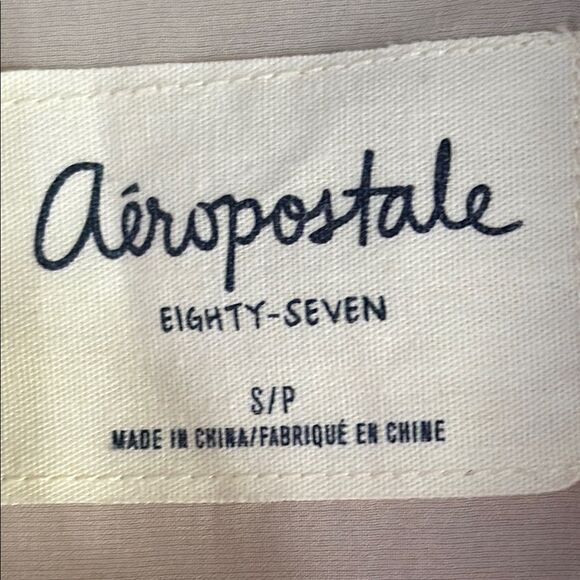 aéropostale
EIGHTY-SEVEN
S/P
MADE IN CHINA/FABRIQUÉ EN CHINE